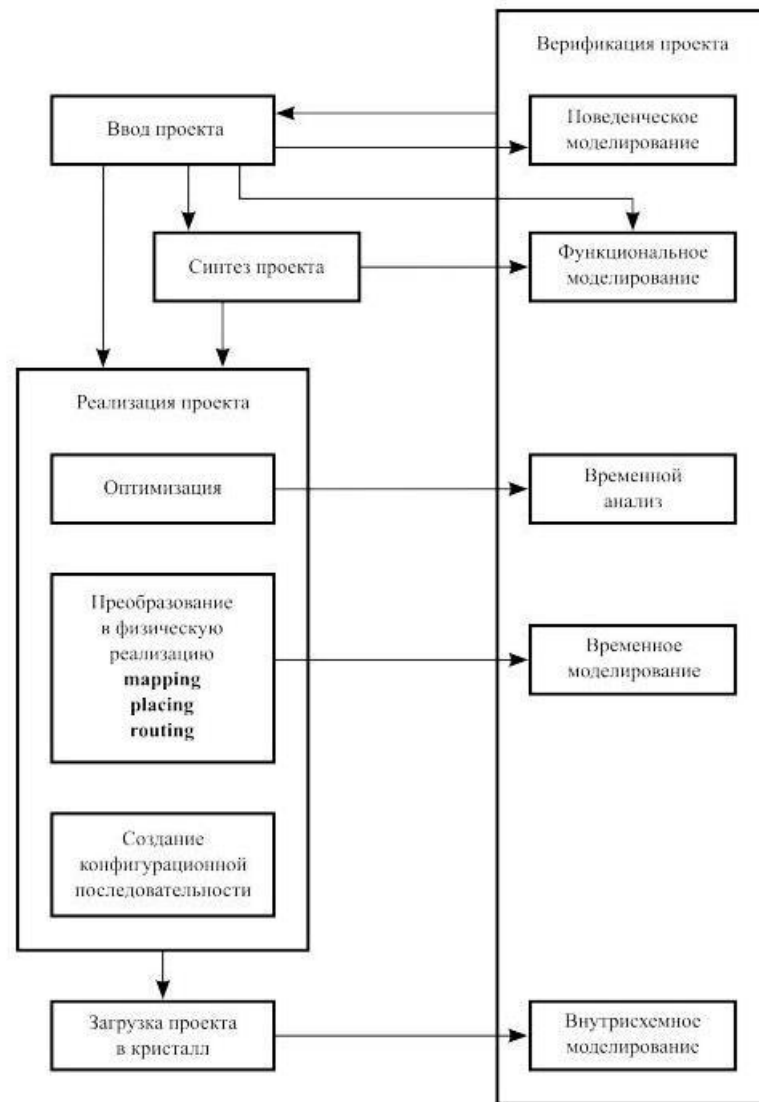 Верификация проекта
Ввод проекта
Поведенческое
моделирование
Синтез проекта
Функциональное
моделирование
Реализация проекта
Оптимизация
Временной
анализ
Преобразование
в физическую
реализацию
mapping
placing
routing
Временное
моделирование
Создание
конфигурационной
последовательности
Загрузка проекта
в кристалл
Внутрисхемное
моделирование